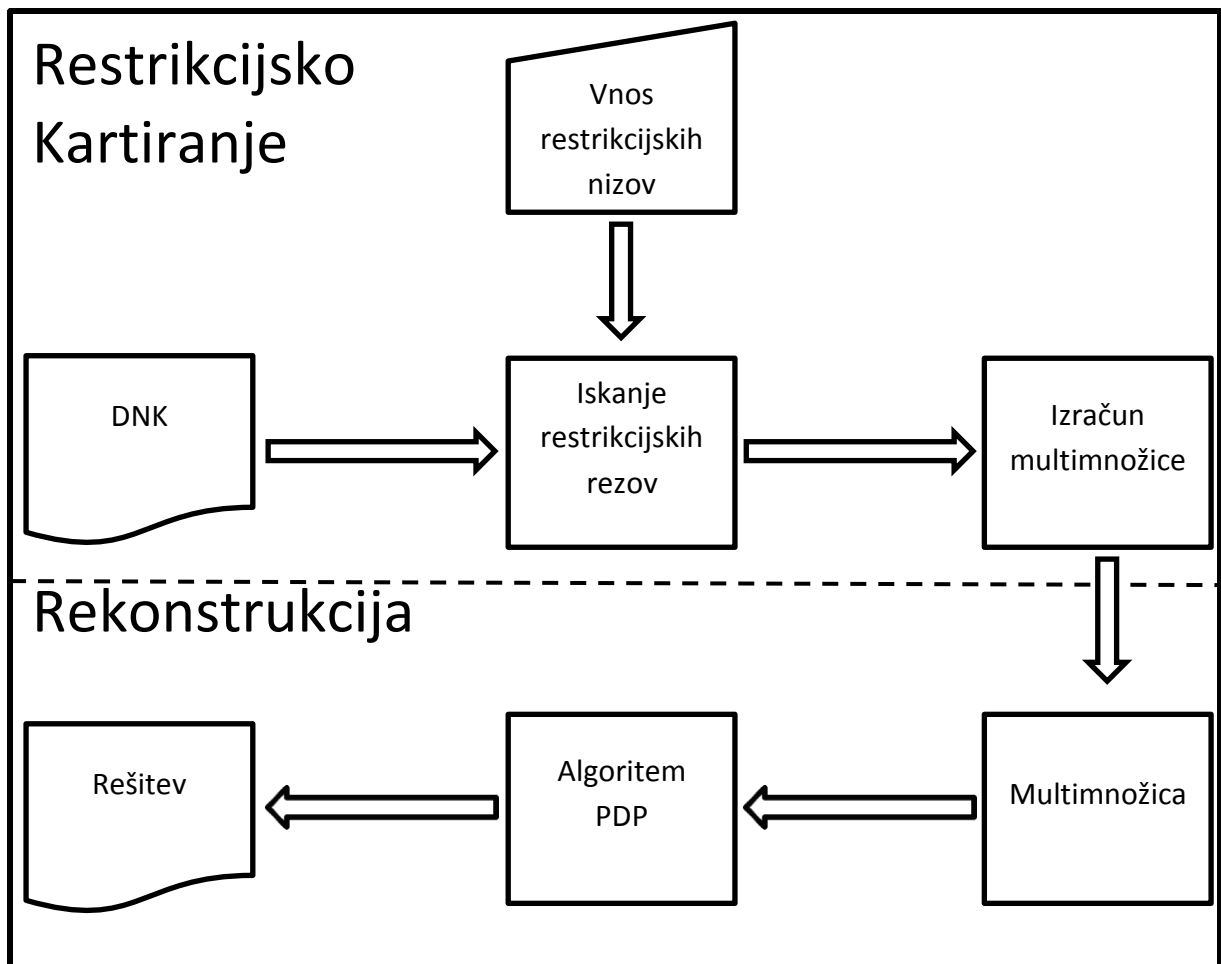 Restrikcijsko
Kartiranje
Vnos
restrikcijskih
nizov
DNK
Iskanje
restrikcijskih
rezov
Izračun
multimnožice
Rekonstrukcija
Rešitev
Algoritem
PDP
Multimnožica